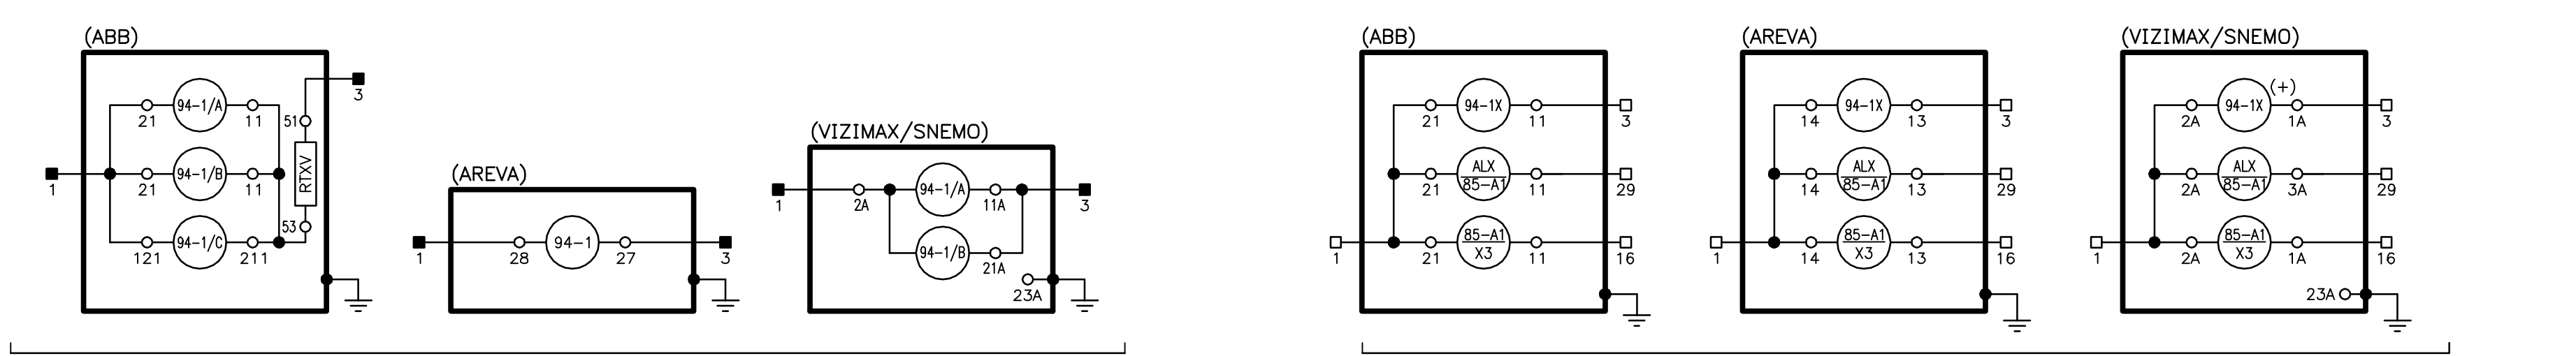 (ABB)
94-1/A
21
11
94-1/B
21
11
94-1/C
121
211
51
RTXV
53
1
3
(AREVA)
94-1
28
27
1
3
(VIZIMAX/SNEMO)
94-1/A
2A
11A
94-1/B
21A
23A
1
3
(ABB)
94-1X
21
11
3
ALX
85-A1
21
11
29
85-A1
X3
1
21
11
16
(AREVA)
94-1X
14
13
3
ALX
85-A1
14
13
29
85-A1
X3
1
14
13
16
(VIZIMAX/SNEMO)
(+)
94-1X
2A
1A
3
ALX
85-A1
2A
3A
29
85-A1
X3
1
2A
1A
16
23A